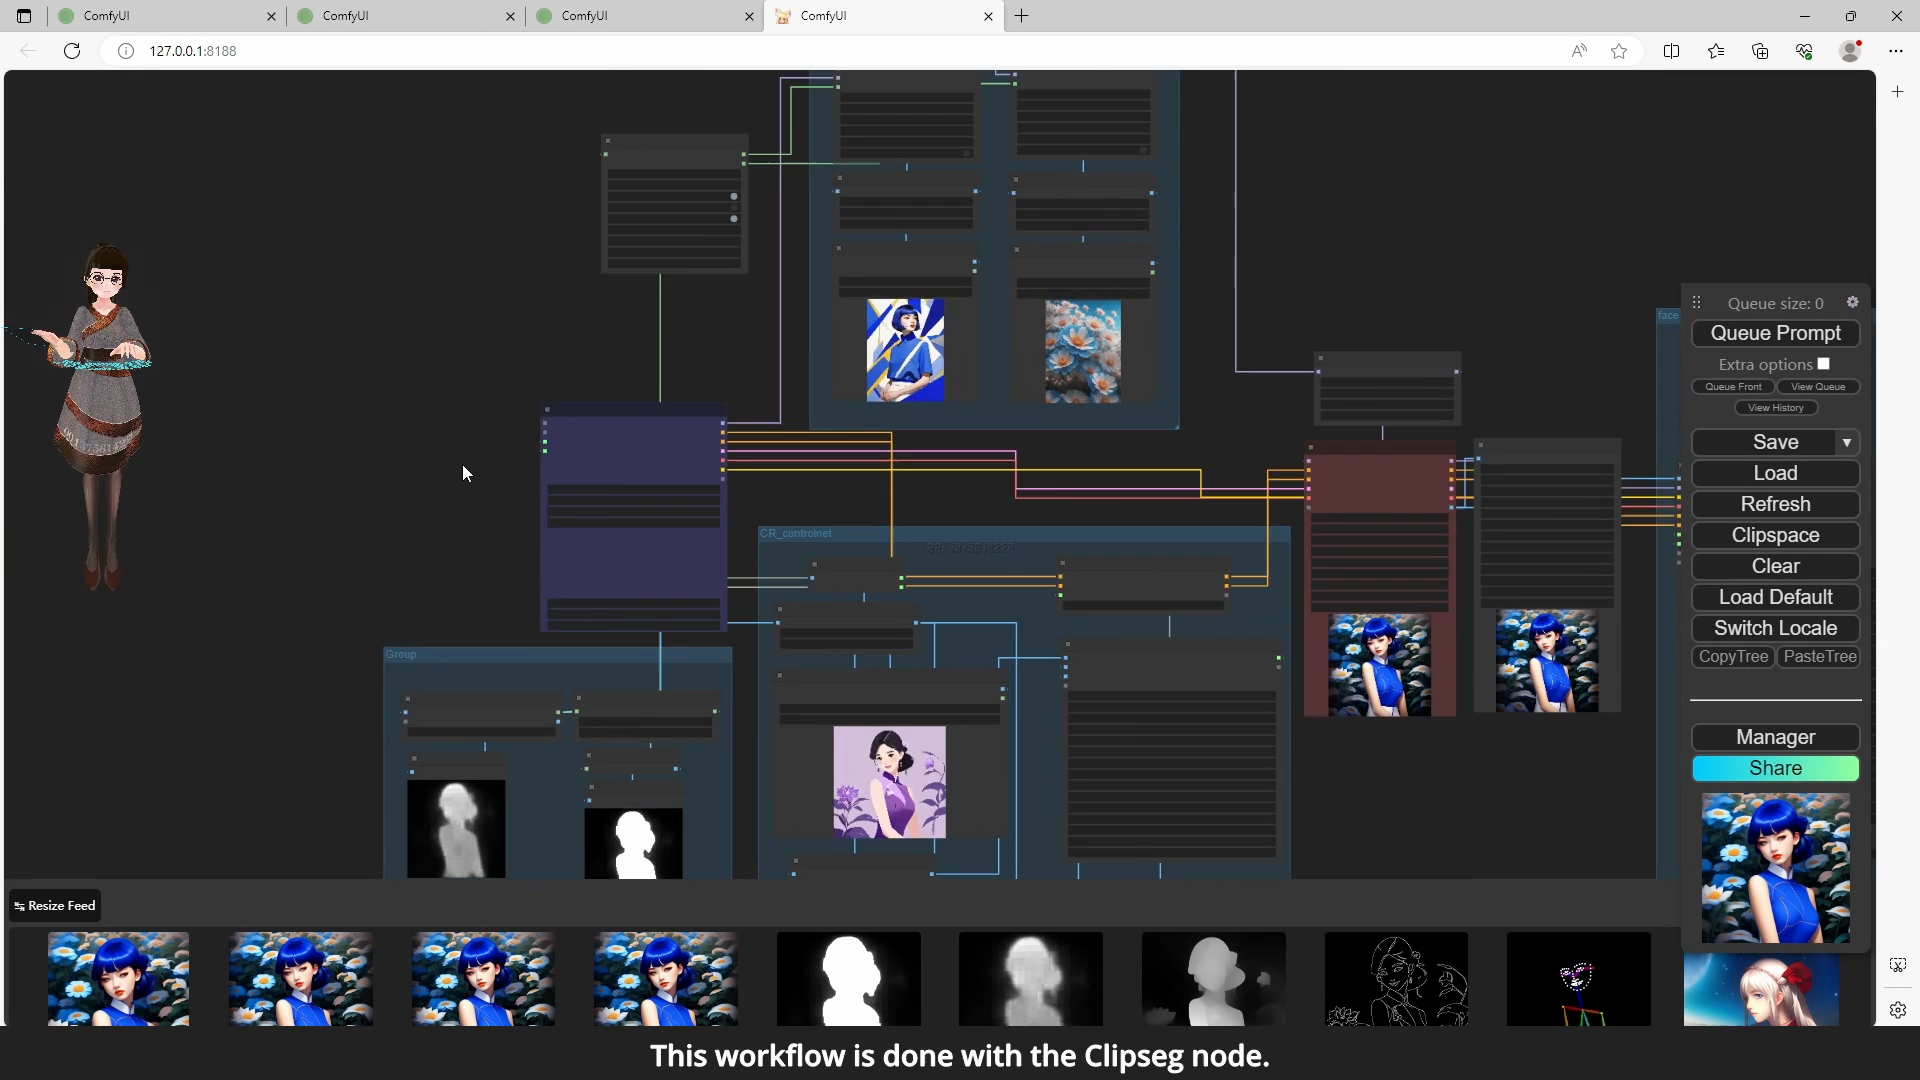 ComfyUI
ComfyUI
ComfyUI
ComfyUI
127.0.0.1:8188
Queue size: 0
face
Queue Prompt
Extra options
Queue Front
View Queue
View History
Save
Load
Refresh
Clipspace
CR_controlnet
Clear
Load Default
Switch Locale
Group
CopyTree
PasteTree
Manager
Share
Resize Feed
This workflow is done with the Clipseg node.